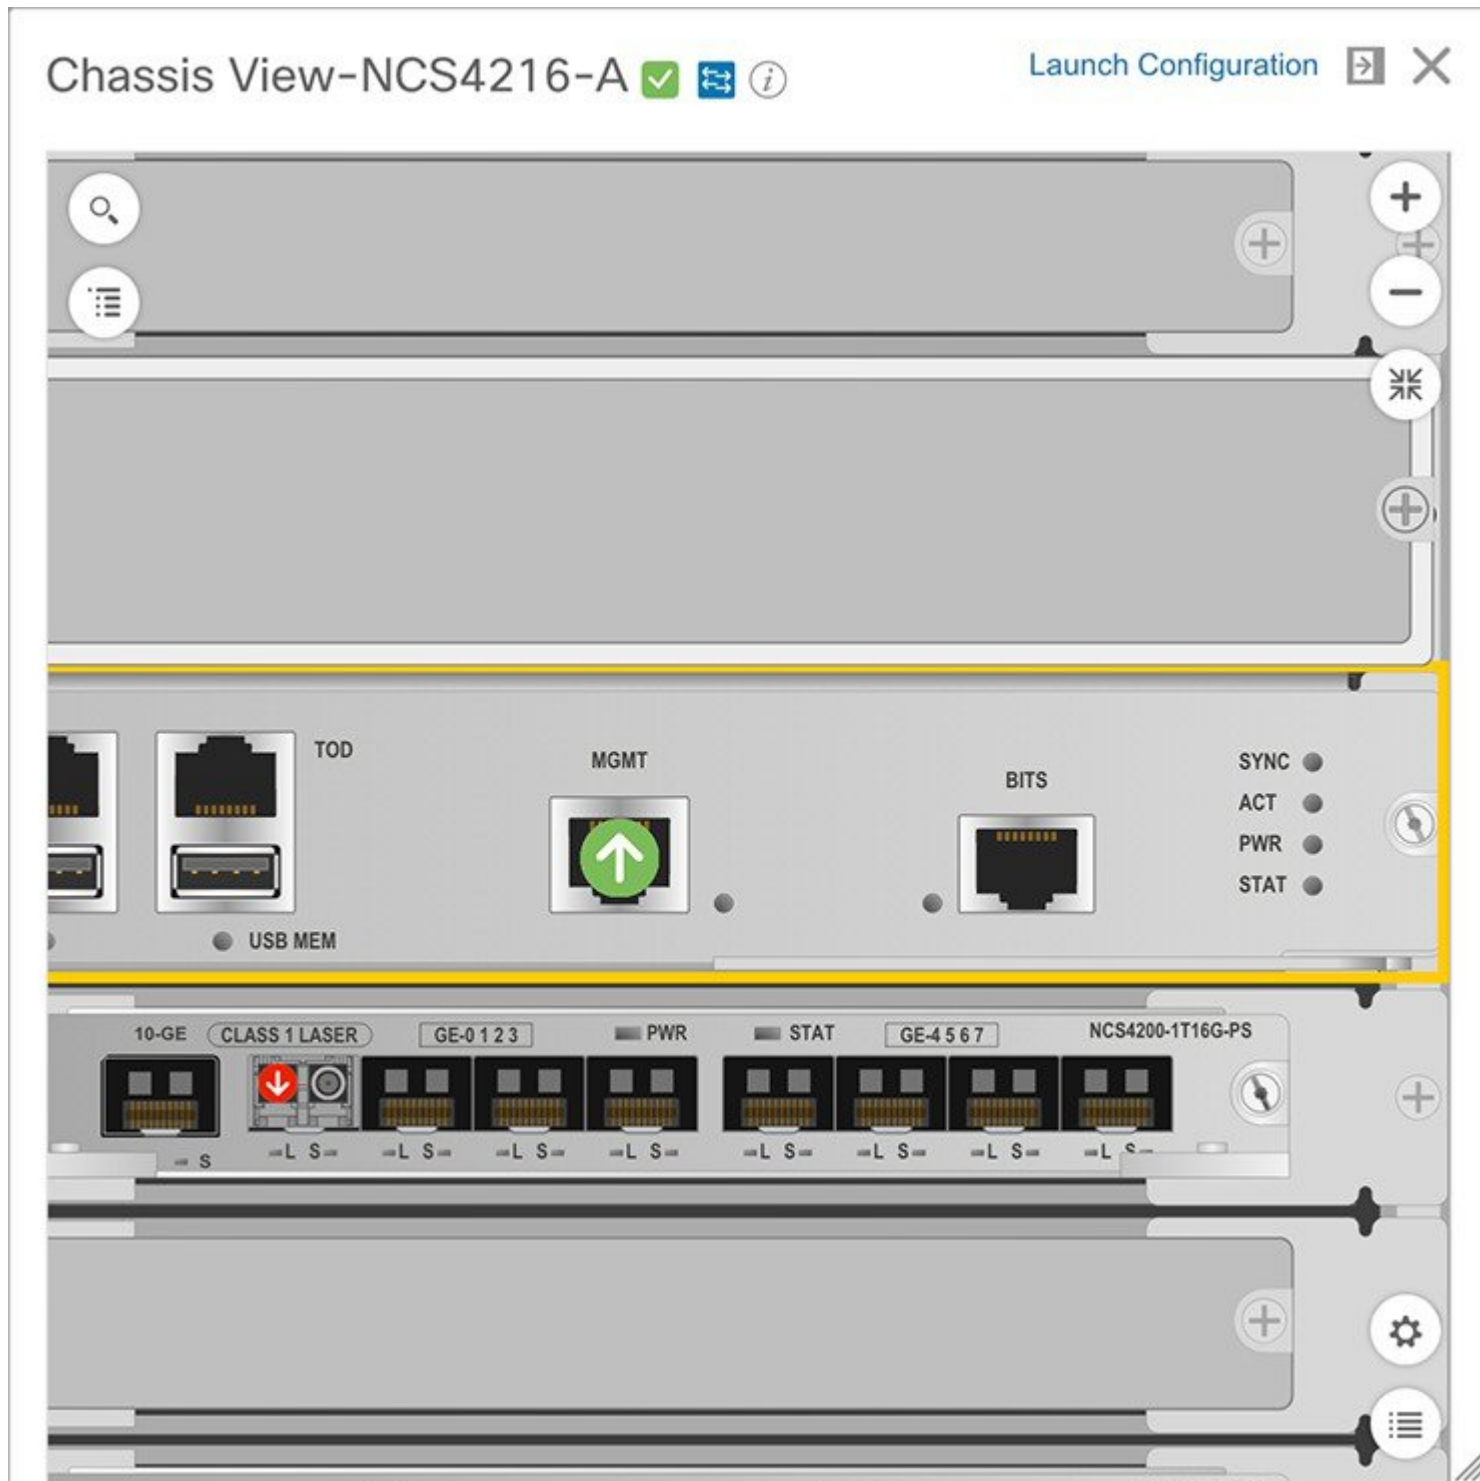 Chassis View-NCS4216-A
Launch Configuration
TOD
MGMT
BITS
SYNC
ACT
PWR
STAT
USB MEM
10-GE CLASS 1 LASER GE-0 1 2 3 PWR STAT GE-4 5 6 7 NCS4200-1T16G-PS
S L S L S L S L S L S L S L S L S